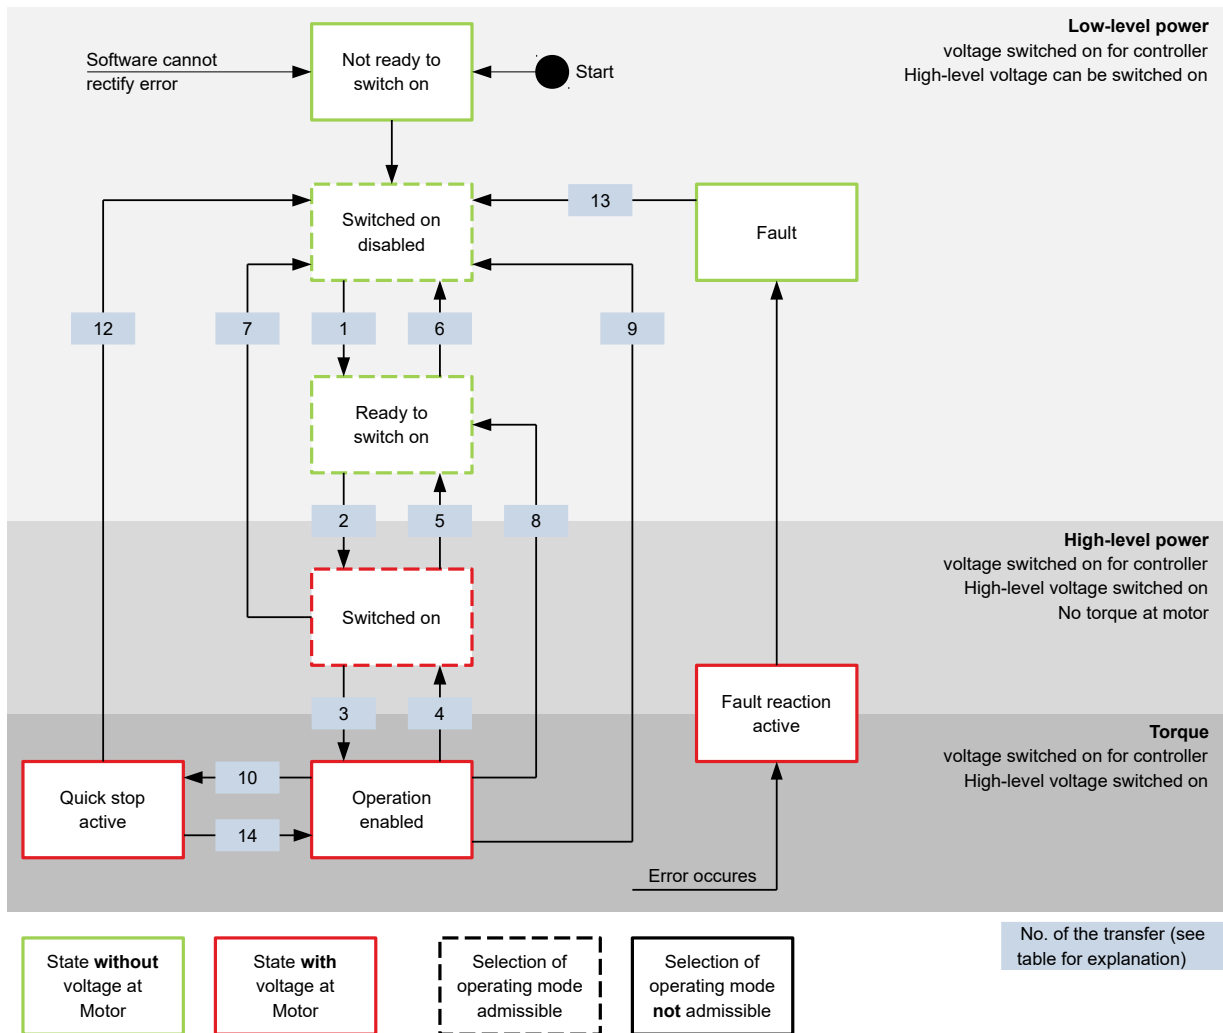 Low-level power
voltage switched on for controller
High-level voltage can be switched on
Software cannot
rectify error
Not ready to
switch on
Start
Switched on
disabled
13
Fault
12
7
1
6
9
Ready to
switch on
2
5
8
High-level power
voltage switched on for controller
High-level voltage switched on
No torque at motor
Switched on
3
4
Fault reaction
active
Torque
voltage switched on for controller
High-level voltage switched on
Quick stop
active
10
14
Operation
enabled
Error occures
State without
voltage at
Motor
State with
voltage at
Motor
Selection of
operating mode
admissible
Selection of
operating mode
not admissible
No. of the transfer (see
table for explanation)